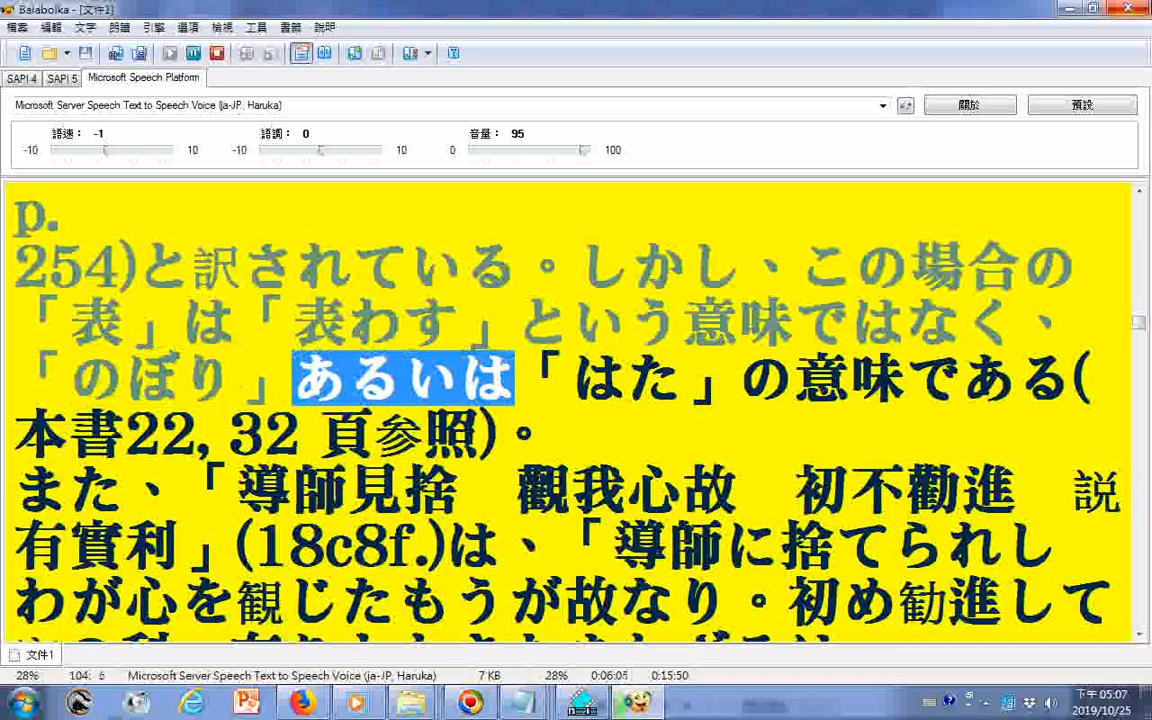 Balabolka - [文件1]
檔案 編輯 文字 朗讀 引擎 選項 檢視 工具 書籤 說明
SAPI 4 SAPI 5 Microsoft Speech Platform
Microsoft Server Speech Text to Speech Voice (ja-JP, Haruka) 關於 預設
語速： -1 語調： 0 音量： 95
-10 10 -10 10 0 100
p.
254)と訳されている。しかし、この場合の
「表」は「表わす」という意味ではなく、
「のぼり」あるいは「はた」の意味である(
本書22, 32 頁参照)。
また、「導師見捨　觀我心故　初不勸進　説
有實利」(18c8f.)は、「導師に捨てられし
わが心を観じたもうが故なり。初め勧進して
文件1
28% 104: 6 Microsoft Server Speech Text to Speech Voice (ja-JP, Haruka) 7 KB 28% 0:06:05 0:15:50
下午 05:07
2019/10/25